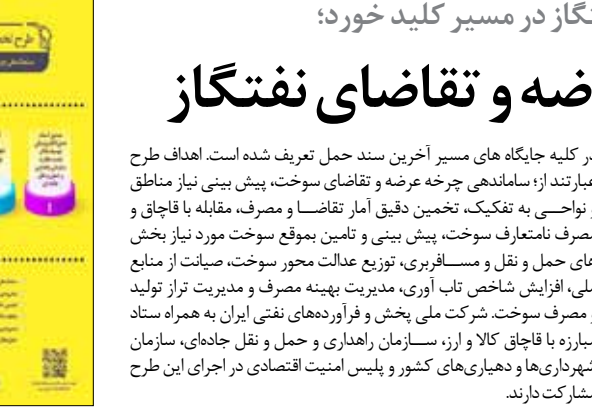 تگاز در مسیر کلید خورد؛
ضه و تقاضای نفتگاز
در کلیه جایگاه های مسیر آخرین سند حمل تعریف شده است. اهداف طرح
عبارتند از؛ ساماندهی چرخه عرضه و تقاضای سوخت، پیش بینی نیاز مناطق
و نواحی به تفکیک، تخمین دقیق آمار تقاضا و مصرف، مقابله با قاچاق و
مصرف نامتعارف سوخت، پیش بینی و تامین بموقع سوخت مورد نیاز بخش
های حمل و نقل و مسافربری، توزیع عدالت محور سوخت، صیانت از منابع
ملی، افزایش شاخص تاب آوری، مدیریت بهینه مصرف و مدیریت تراز تولید
و مصرف سوخت. شرکت ملی پخش و فرآورده‌های نفتی ایران به همراه ستاد
مبارزه با قاچاق کالا و ارز، سازمان راهداری و حمل و نقل جاده‌ای، سازمان
شهرداری‌ها و دهیاری‌های کشور و پلیس امنیت اقتصادی در اجرای این طرح
مشارکت دارند.
طرح